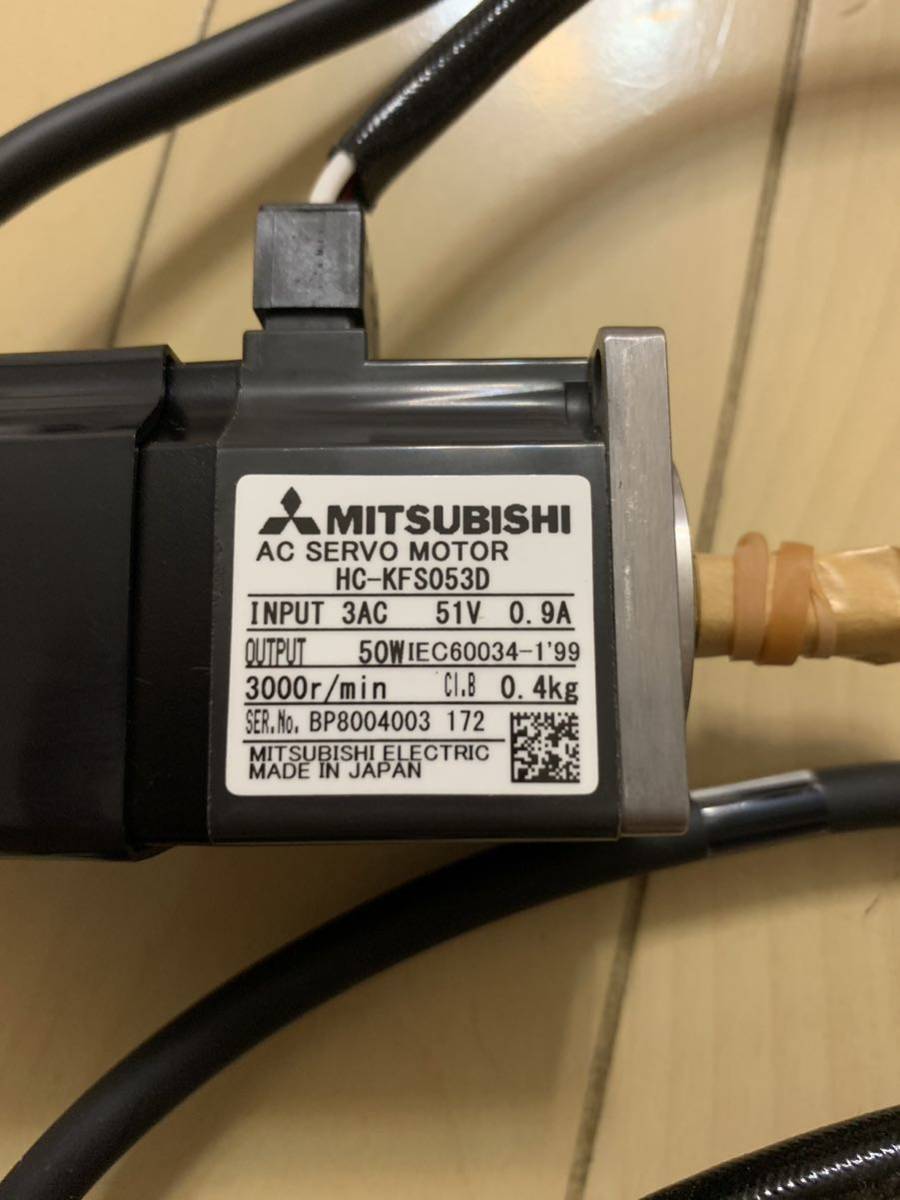 MITSUBISHI
AC SERVO MOTOR
HC-KFS053D
INPUT 3AC 51V 0.9A
OUTPUT 50W IEC60034-1'99
3000r/min Cl.B 0.4kg
SER.No. BP8004003 172
MITSUBISHI ELECTRIC
MADE IN JAPAN